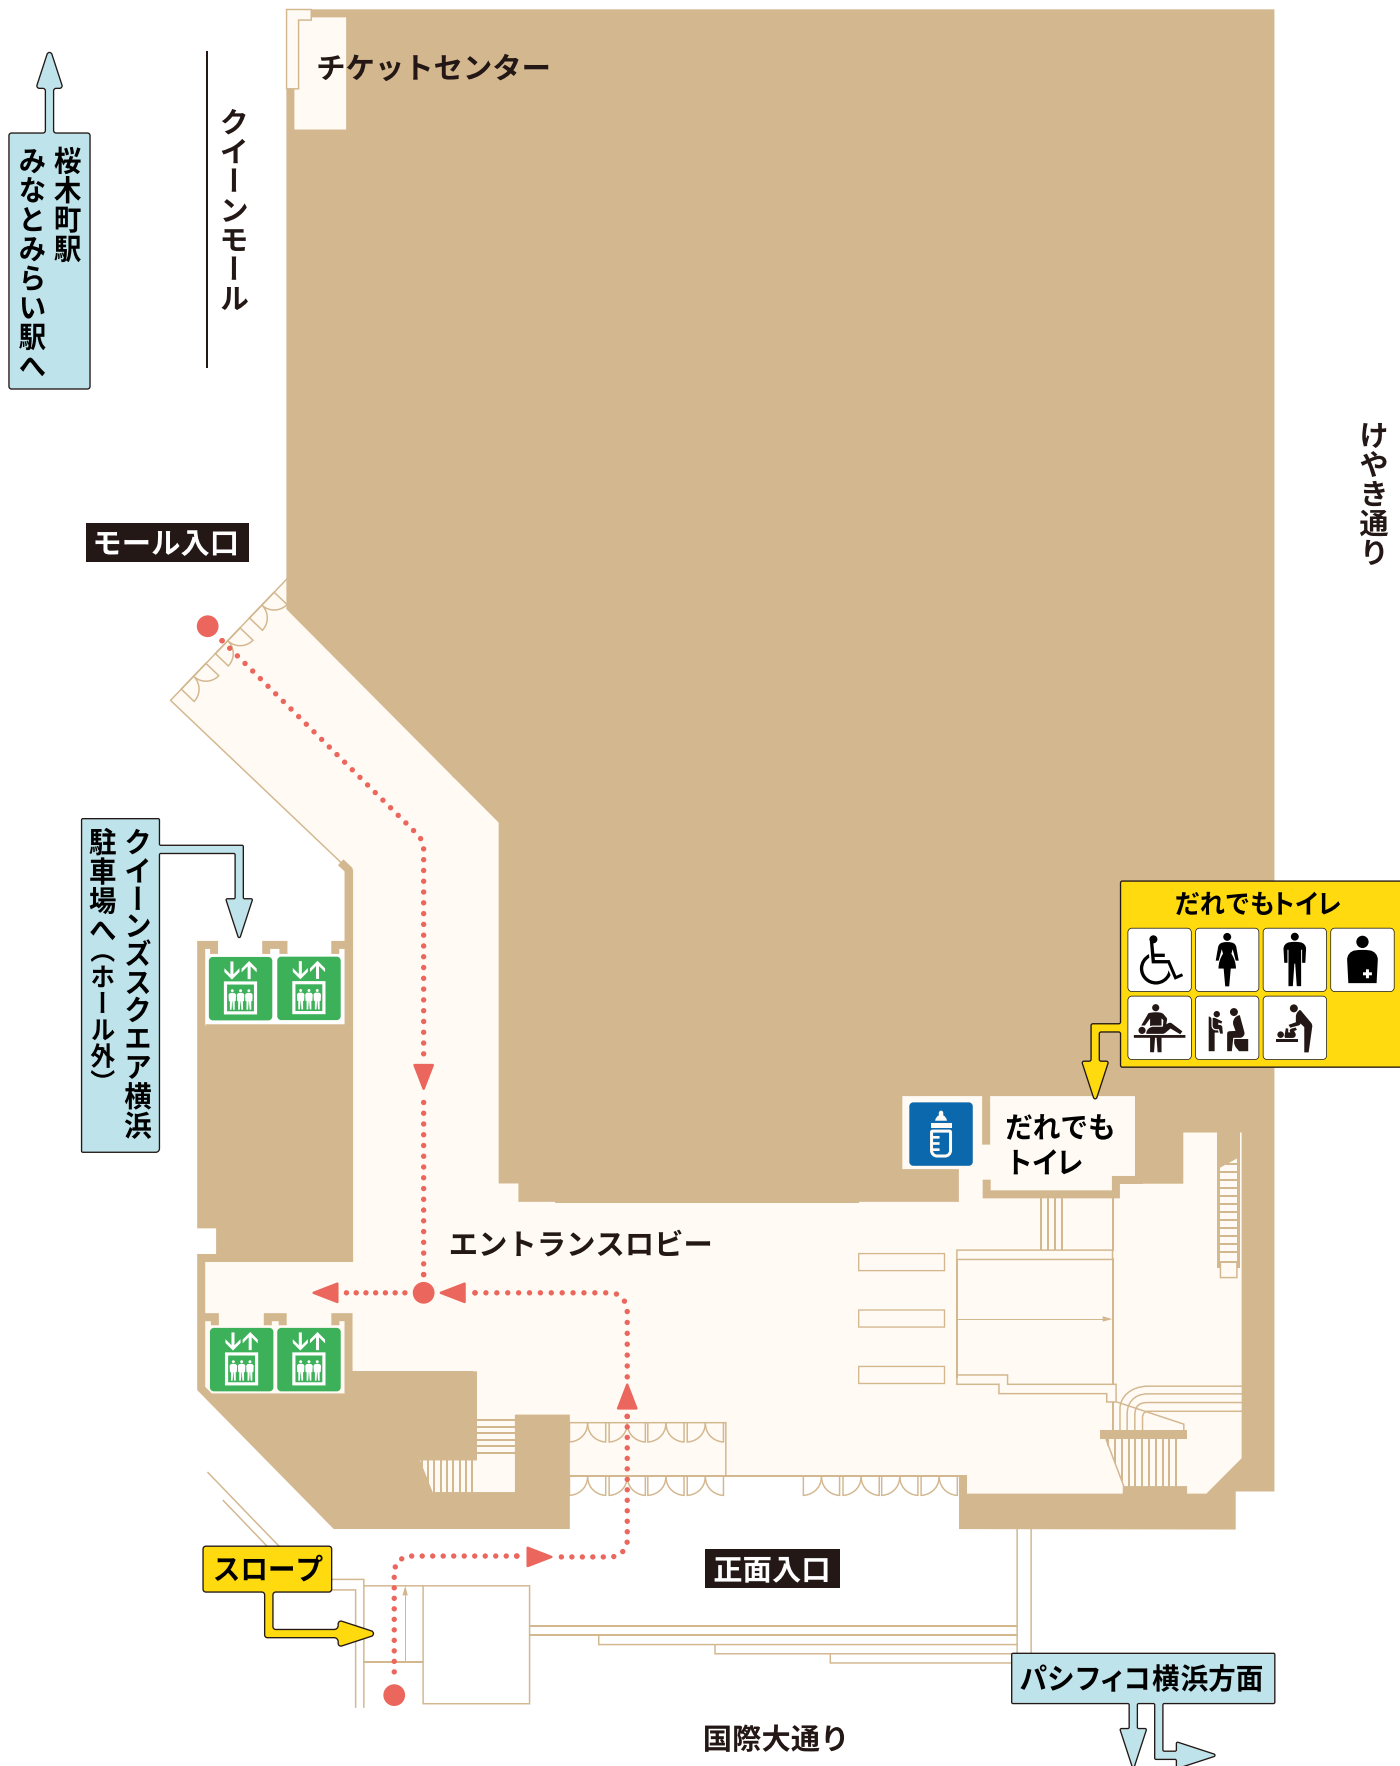 チケットセンター
クイーンモール
桜木町駅
みなとみらい駅へ
けやき通り
モール入口
クイーンズスクエア横浜
駐車場へ（ホール外）
だれでもトイレ
だれでも
トイレ
エントランスロビー
スロープ
正面入口
パシフィコ横浜方面
国際大通り